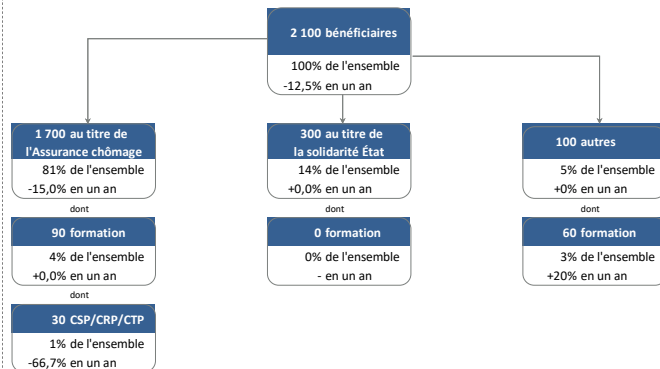 2 100 bénéficiaires
100% de l'ensemble
-12,5% en un an
1 700 au titre de
l'Assurance chômage
81% de l'ensemble
-15,0% en un an
300 au titre de
la solidarité État
14% de l'ensemble
+0,0% en un an
100 autres
5% de l'ensemble
+0% en un an
dont
dont
dont
90 formation
4% de l'ensemble
+0,0% en un an
0 formation
0% de l'ensemble
- en un an
60 formation
3% de l'ensemble
+20% en un an
dont
30 CSP/CRP/CTP
1% de l'ensemble
-66,7% en un an